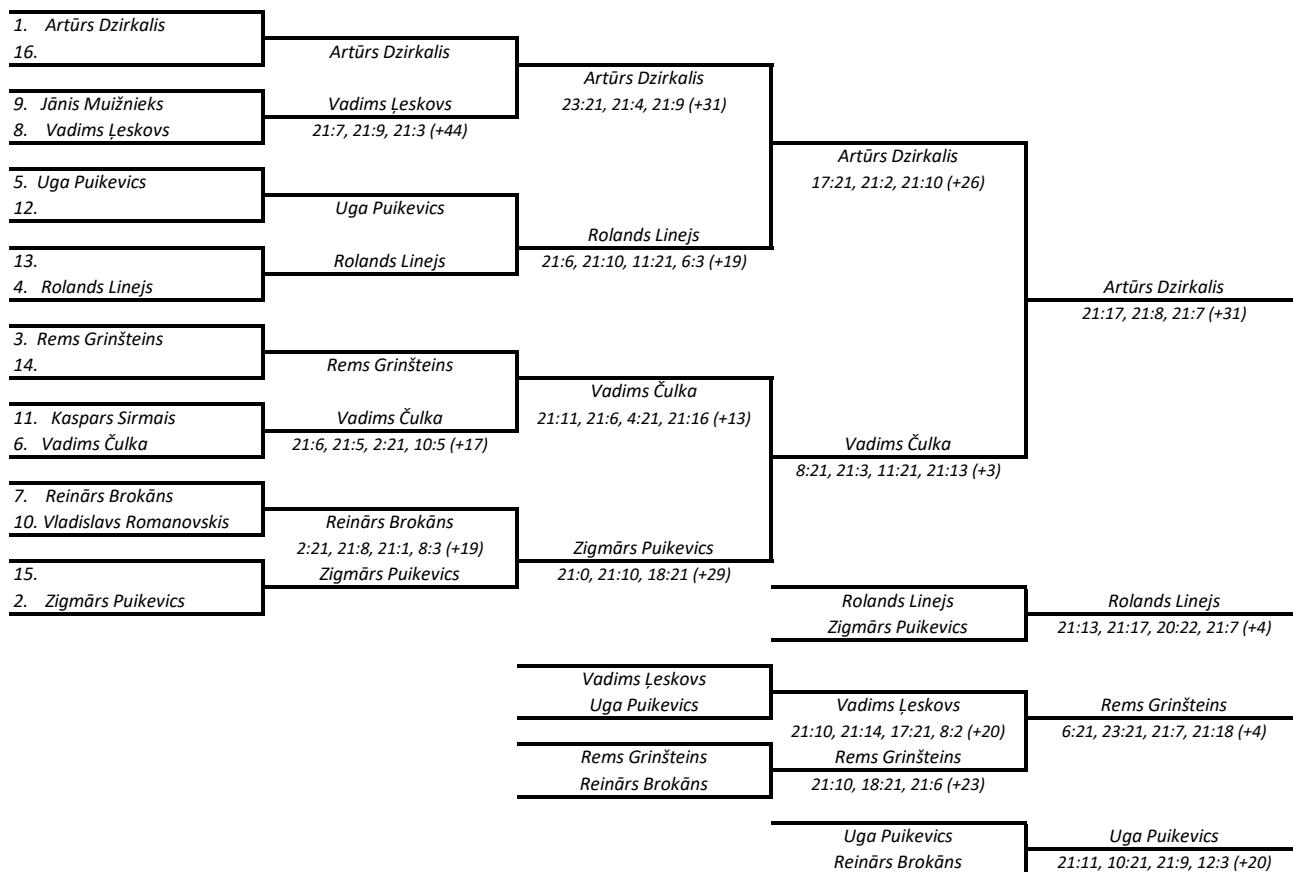 1. Artūrs Dzirkalis
16.
Artūrs Dzirkalis
Artūrs Dzirkalis
23:21, 21:4, 21:9 (+31)
9. Jānis Muižnieks
8. Vadims Ļeskovs
Vadims Ļeskovs
21:7, 21:9, 21:3 (+44)
Artūrs Dzirkalis
17:21, 21:2, 21:10 (+26)
5. Uga Puikevics
12.
Uga Puikevics
Rolands Linejs
21:6, 21:10, 11:21, 6:3 (+19)
13.
4. Rolands Linejs
Rolands Linejs
Artūrs Dzirkalis
21:17, 21:8, 21:7 (+31)
3. Rems Grinšteins
14.
Rems Grinšteins
Vadims Čulka
21:11, 21:6, 4:21, 21:16 (+13)
11. Kaspars Sirmais
6. Vadims Čulka
Vadims Čulka
21:6, 21:5, 2:21, 10:5 (+17)
Vadims Čulka
8:21, 21:3, 11:21, 21:13 (+3)
7. Reinārs Brokāns
10. Vladislavs Romanovskis
Reinārs Brokāns
2:21, 21:8, 21:1, 8:3 (+19)
Zigmārs Puikevics
Zigmārs Puikevics
21:0, 21:10, 18:21 (+29)
15.
2. Zigmārs Puikevics
Rolands Linejs
Zigmārs Puikevics
Rolands Linejs
21:13, 21:17, 20:22, 21:7 (+4)
Vadims Ļeskovs
Uga Puikevics
Vadims Ļeskovs
21:10, 21:14, 17:21, 8:2 (+20)
Rems Grinšteins
6:21, 23:21, 21:7, 21:18 (+4)
Rems Grinšteins
Reinārs Brokāns
Rems Grinšteins
21:10, 18:21, 21:6 (+23)
Uga Puikevics
Reinārs Brokāns
Uga Puikevics
21:11, 10:21, 21:9, 12:3 (+20)